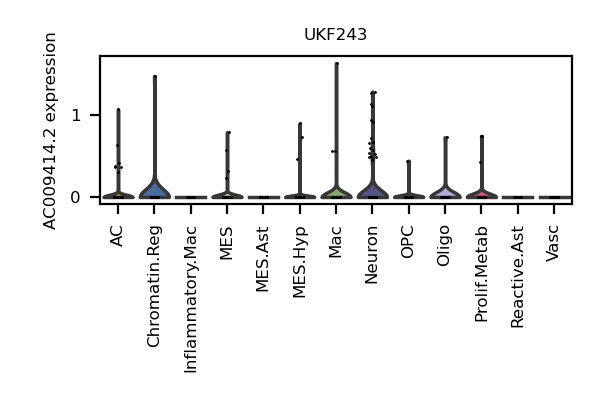 UKF243
AC009414.2 expression
1
0
AC
Chromatin.Reg
Inflammatory.Mac
MES
MES.Ast
MES.Hyp
Mac
Neuron
OPC
Oligo
Prolif.Metab
Reactive.Ast
Vasc